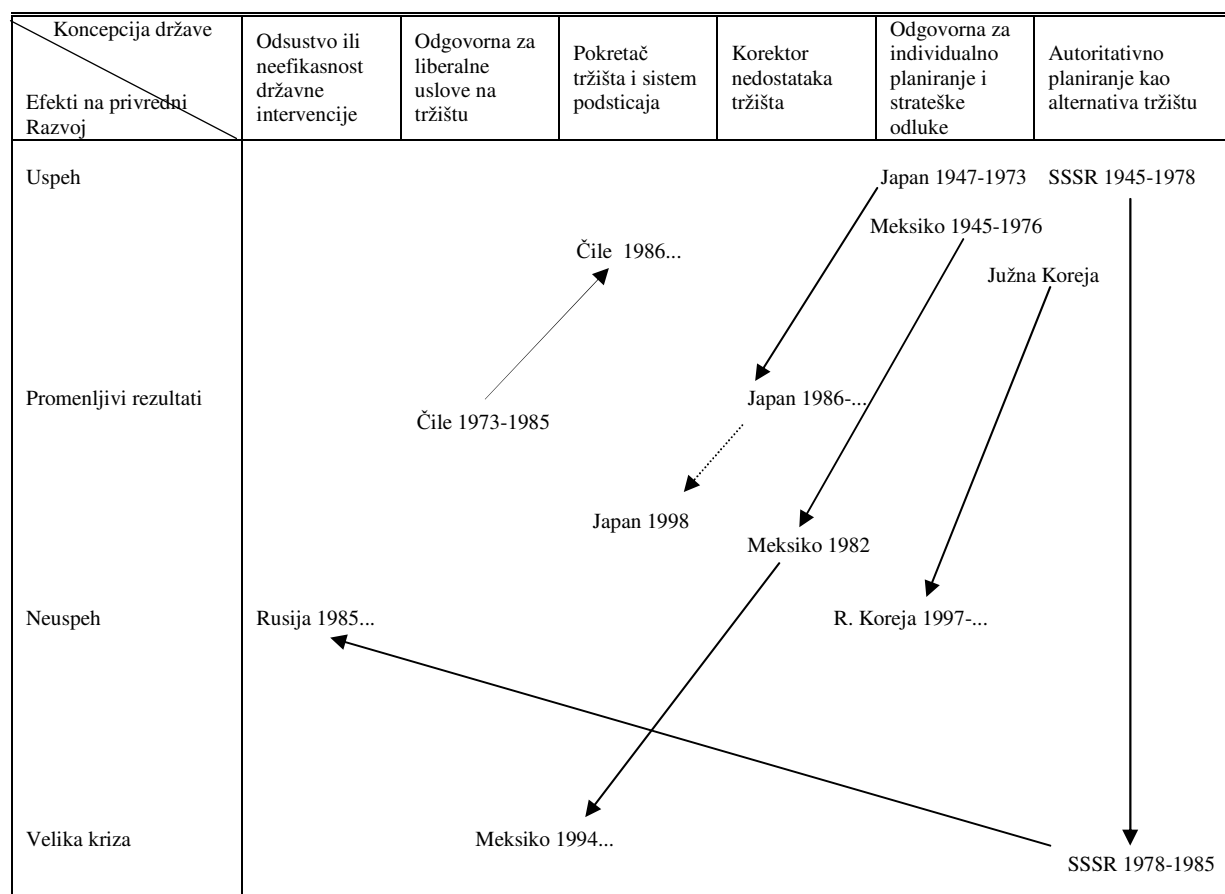 Koncepcija države
Efekti na privredni
Razvoj
Odsustvo ili
neefikasnost
državne
intervencije
Odgovorna za
liberalne
uslove na
tržištu
Pokretač
tržišta i sistem
podsticaja
Korektor
nedostataka
tržišta
Odgovorna za
individualno
planiranje i
strateške
odluke
Autoritativno
planiranje kao
alternativa tržištu
Uspeh
Japan 1947-1973
SSSR 1945-1978
Meksiko 1945-1976
Čile 1986...
Južna Koreja
Promenljivi rezultati
Japan 1986-...
Čile 1973-1985
Japan 1998
Meksiko 1982
Neuspeh
Rusija 1985...
R. Koreja 1997-...
Velika kriza
Meksiko 1994...
SSSR 1978-1985